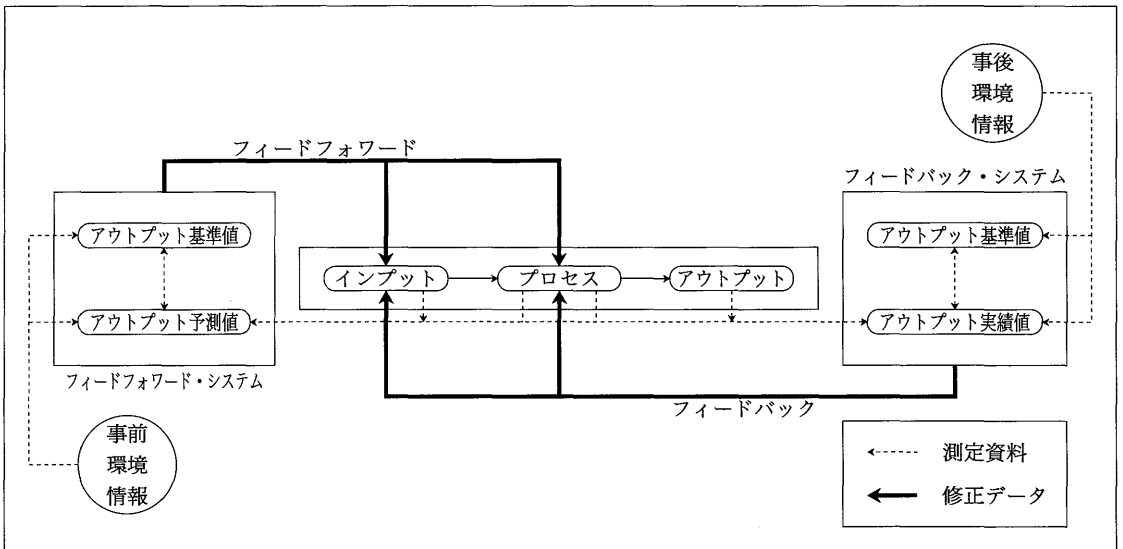 事後
環境
情報
フィードフォワード
フィードバック・システム
アウトプット基準値
アウトプット基準値
インプット
プロセス
アウトプット
アウトプット予測値
アウトプット実績値
フィードフォワード・システム
フィードバック
事前
環境
情報
測定資料
修正データ